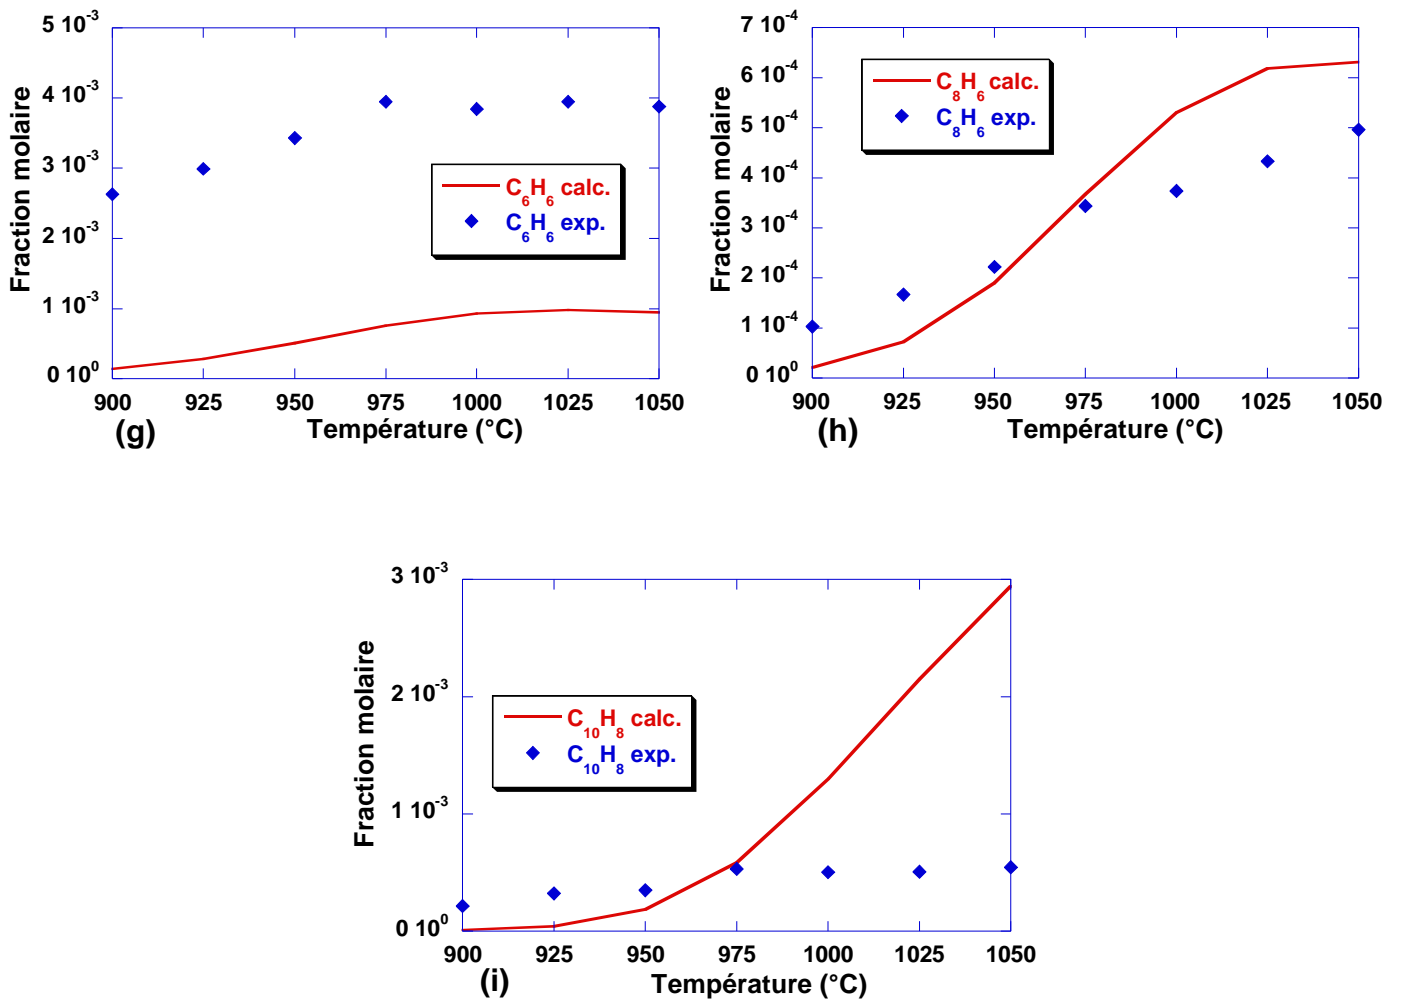 5 10-3
4 10-3
3 10-3
2 10-3
1 10-3
0 100
Fraction molaire
C6H6 calc.
C6H6 exp.
900 925 950 975 1000 1025 1050
(g) Température (°C)
7 10-4
6 10-4
5 10-4
4 10-4
3 10-4
2 10-4
1 10-4
0 100
Fraction molaire
C8H6 calc.
C8H6 exp.
900 925 950 975 1000 1025 1050
(h) Température (°C)
3 10-3
2 10-3
1 10-3
0 100
Fraction molaire
C10H8 calc.
C10H8 exp.
900 925 950 975 1000 1025 1050
(i) Température (°C)